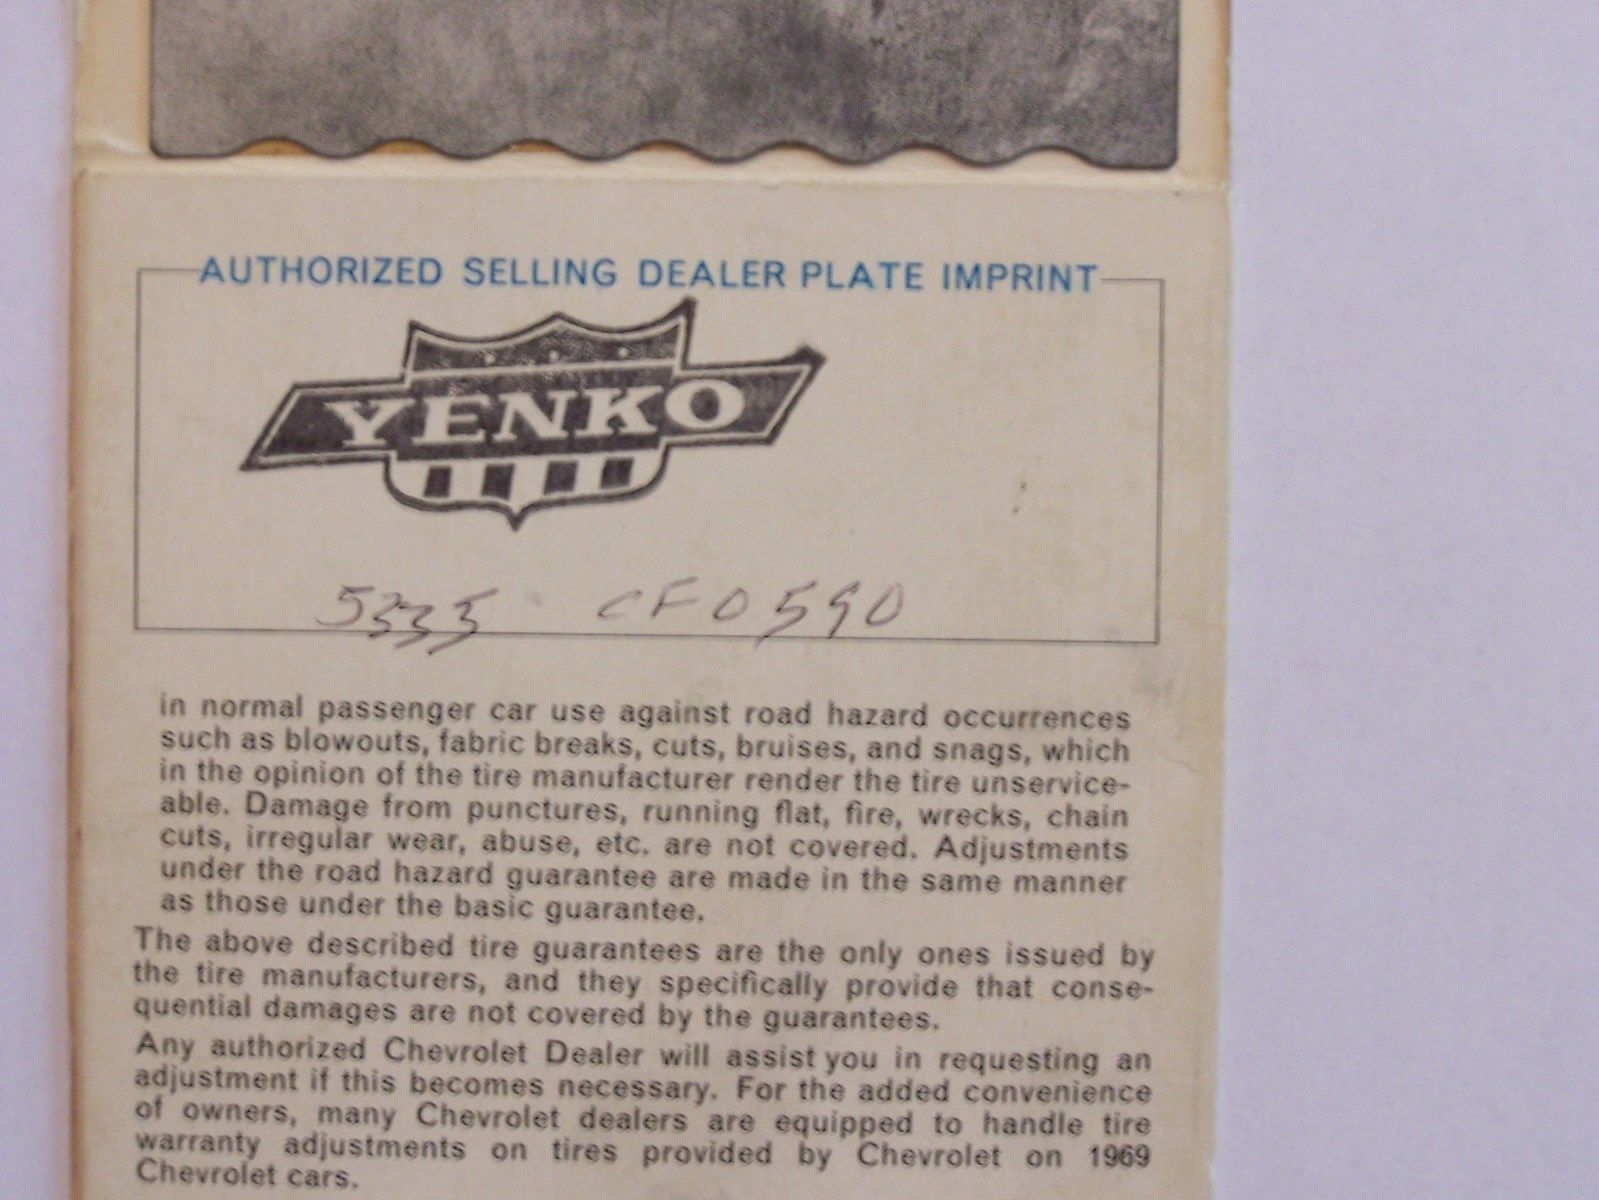 AUTHORIZED SELLING DEALER PLATE IMPRINT
YENKO
5335 CFO590
in normal passenger car use against road hazard occurrences
such as blowouts, fabric breaks, cuts, bruises, and snags, which
in the opinion of the tire manufacturer render the tire unservice-
able. Damage from punctures, running flat, fire, wrecks, chain
cuts, irregular wear, abuse, etc. are not covered. Adjustments
under the road hazard guarantee are made in the same manner
as those under the basic guarantee.
The above described tire guarantees are the only ones issued by
the tire manufacturers, and they specifically provide that conse-
quential damages are not covered by the guarantees.
Any authorized Chevrolet Dealer will assist you in requesting an
adjustment if this becomes necessary. For the added convenience
of owners, many Chevrolet dealers are equipped to handle tire
warranty adjustments on tires provided by Chevrolet on 1969
Chevrolet cars.